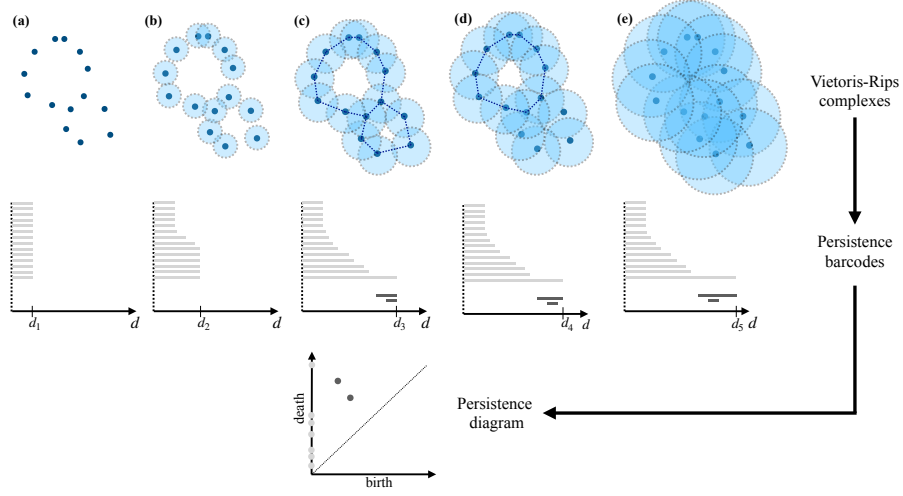 (a)
(b)
(c)
(d)
(e)
Vietoris-Rips
complexes
Persistence
barcodes
d1
d
d2
d
d3
d
d4
d
d5
d
death
birth
Persistence
diagram